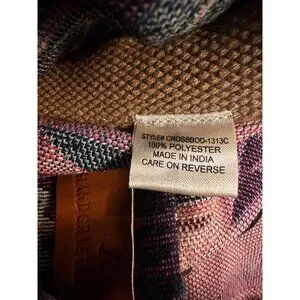 STYLE# CROSSBOD-1313C
100% POLYESTER
MADE IN INDIA
CARE ON REVERSE